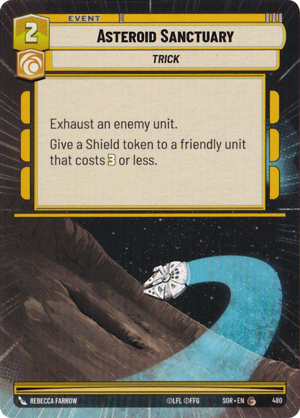 EVENT
2
ASTEROID SANCTUARY
TRICK
Exhaust an enemy unit.
Give a Shield token to a friendly unit
that costs 3 or less.
REBECCA FARROW
©LFL ©FFG
SOR • EN
C
480